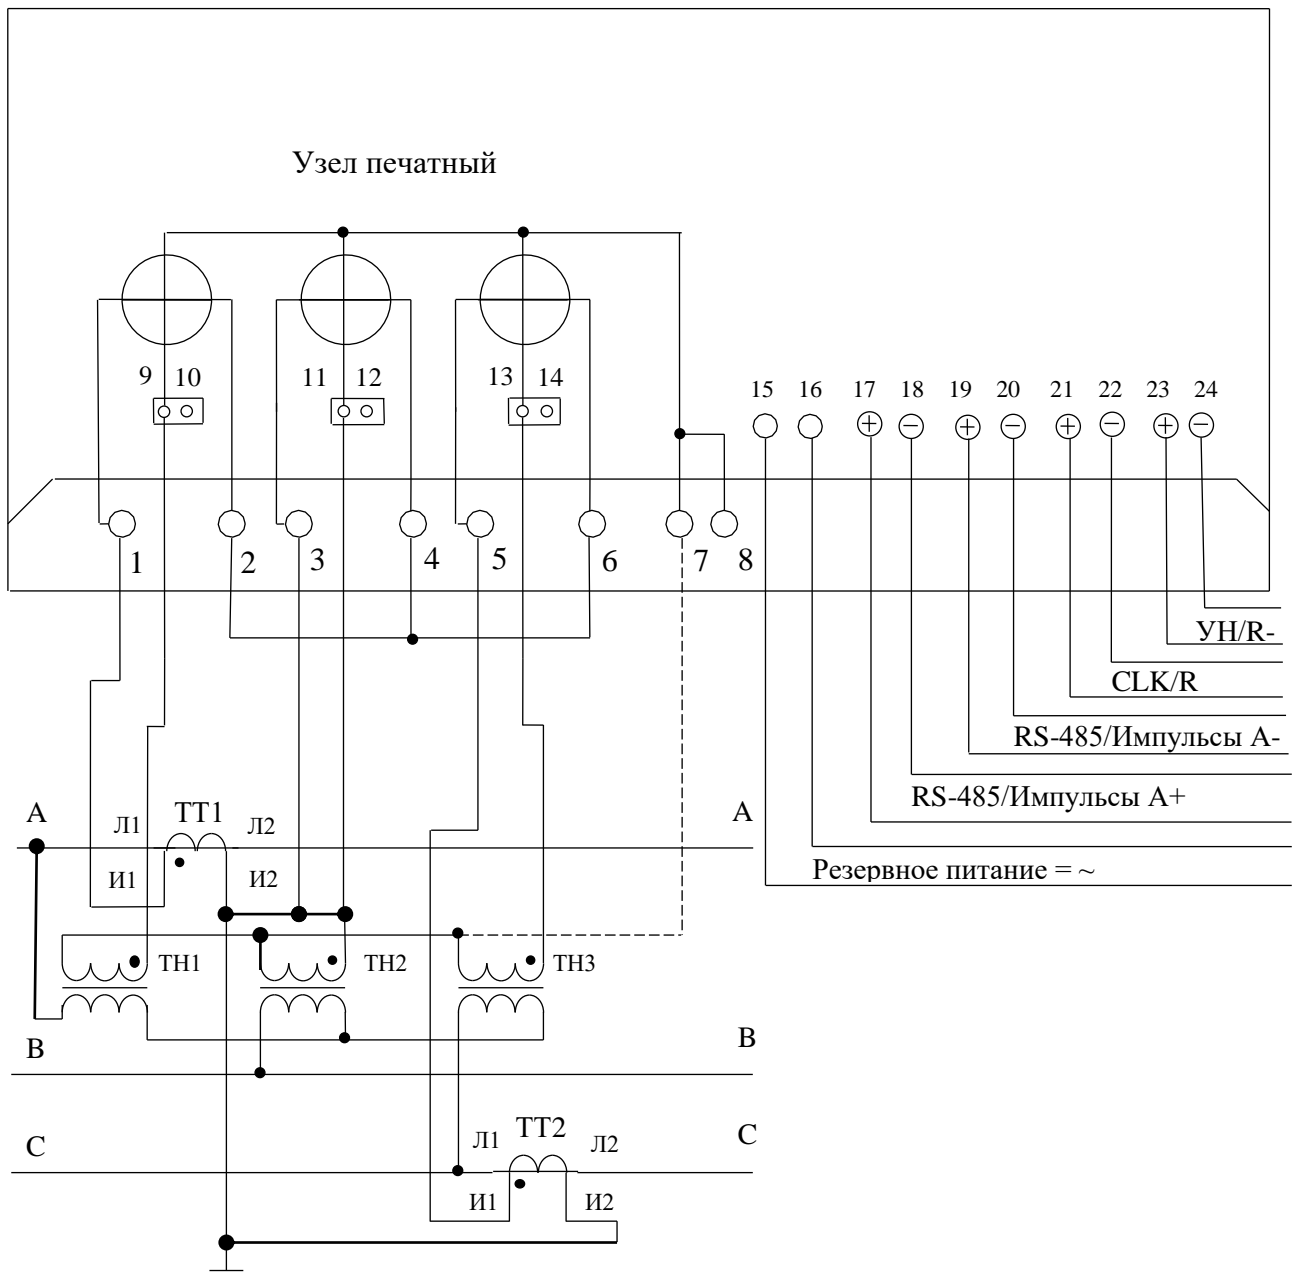 Узел печатный
9 10 11 12 13 14
15 16 17 18 19 20 21 22 23 24
1 2 3 4 5 6 7 8
УН/R-
CLK/R
RS-485/Импульсы А-
RS-485/Импульсы А+
Резервное питание = ~
А Л1 ТТ1 Л2 А
И1 И2
ТН1 ТН2 ТН3
В В
С Л1 ТТ2 Л2 С
И1 И2